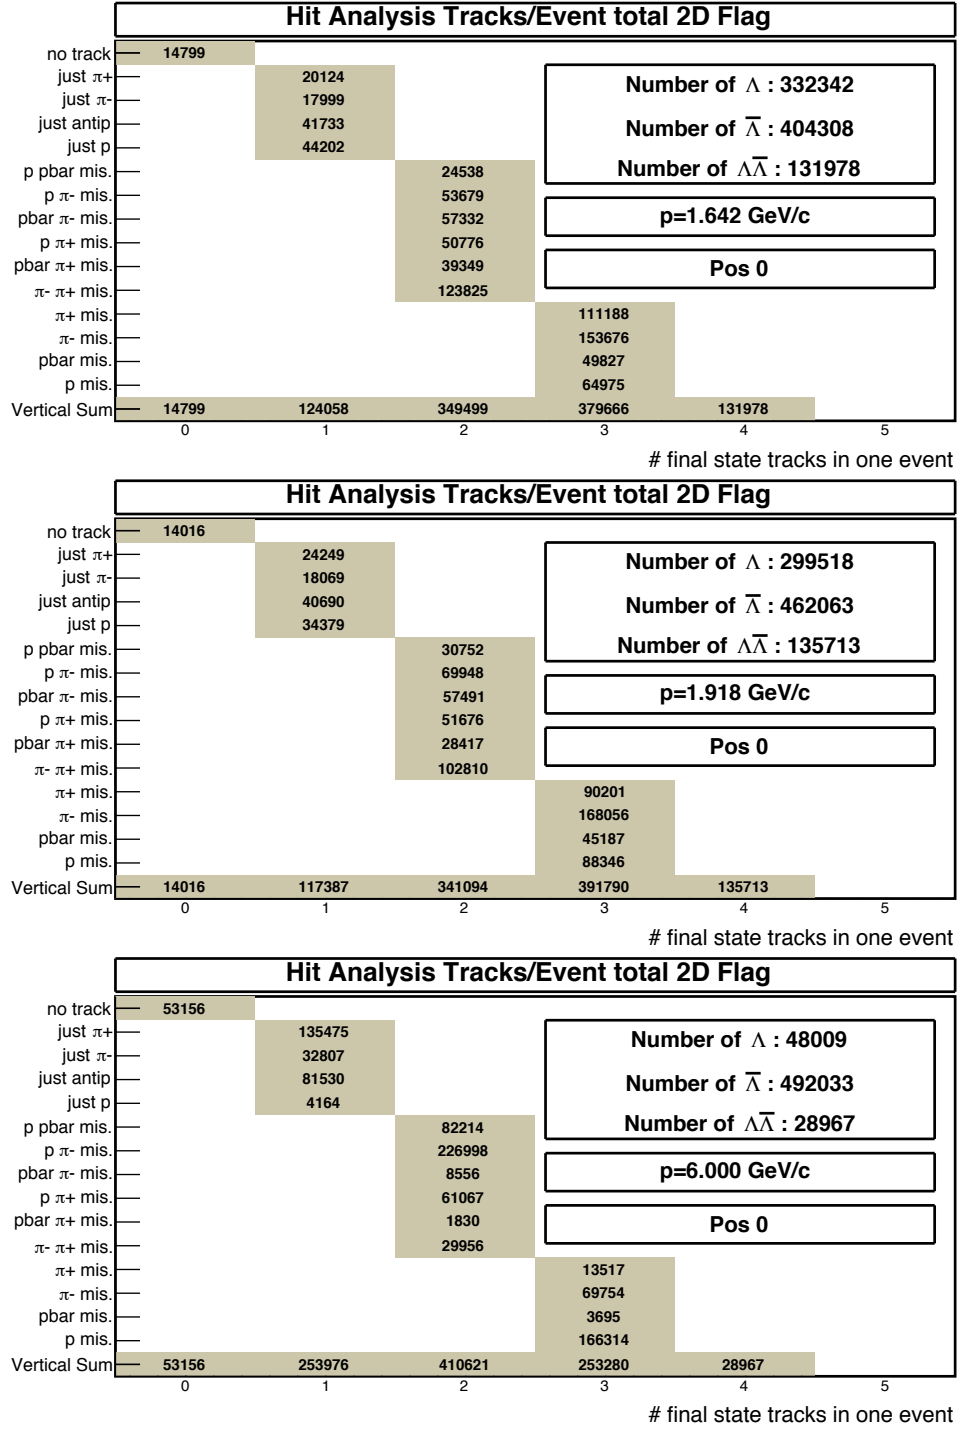 Hit Analysis Tracks/Event total 2D Flag
no track 14799
just π+ 20124
just π- 17999
just antip 41733
just p 44202
p pbar mis. 24538
p π- mis. 53679
pbar π- mis. 57332
p π+ mis. 50776
pbar π+ mis. 39349
π- π+ mis. 123825
π+ mis. 111188
π- mis. 153676
pbar mis. 49827
p mis. 64975
Vertical Sum 14799 124058 349499 379666 131978
0 1 2 3 4 5
# final state tracks in one event
Number of Λ : 332342
Number of Λ̅ : 404308
Number of ΛΛ̅ : 131978
p=1.642 GeV/c
Pos 0
Hit Analysis Tracks/Event total 2D Flag
no track 14016
just π+ 24249
just π- 18069
just antip 40690
just p 34379
p pbar mis. 30752
p π- mis. 69948
pbar π- mis. 57491
p π+ mis. 51676
pbar π+ mis. 28417
π- π+ mis. 102810
π+ mis. 90201
π- mis. 168056
pbar mis. 45187
p mis. 88346
Vertical Sum 14016 117387 341094 391790 135713
0 1 2 3 4 5
# final state tracks in one event
Number of Λ : 299518
Number of Λ̅ : 462063
Number of ΛΛ̅ : 135713
p=1.918 GeV/c
Pos 0
Hit Analysis Tracks/Event total 2D Flag
no track 53156
just π+ 135475
just π- 32807
just antip 81530
just p 4164
p pbar mis. 82214
p π- mis. 226998
pbar π- mis. 8556
p π+ mis. 61067
pbar π+ mis. 1830
π- π+ mis. 29956
π+ mis. 13517
π- mis. 69754
pbar mis. 3695
p mis. 166314
Vertical Sum 53156 253976 410621 253280 28967
0 1 2 3 4 5
# final state tracks in one event
Number of Λ : 48009
Number of Λ̅ : 492033
Number of ΛΛ̅ : 28967
p=6.000 GeV/c
Pos 0